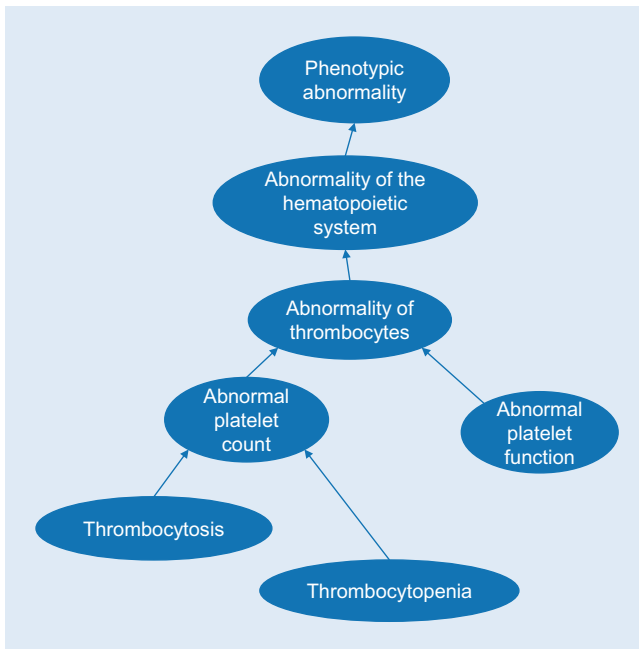 Phenotypic
abnormality
Abnormality of the
hematopoietic
system
Abnormality of
thrombocytes
Abnormal
platelet
count
Abnormal
platelet
function
Thrombocytosis
Thrombocytopenia